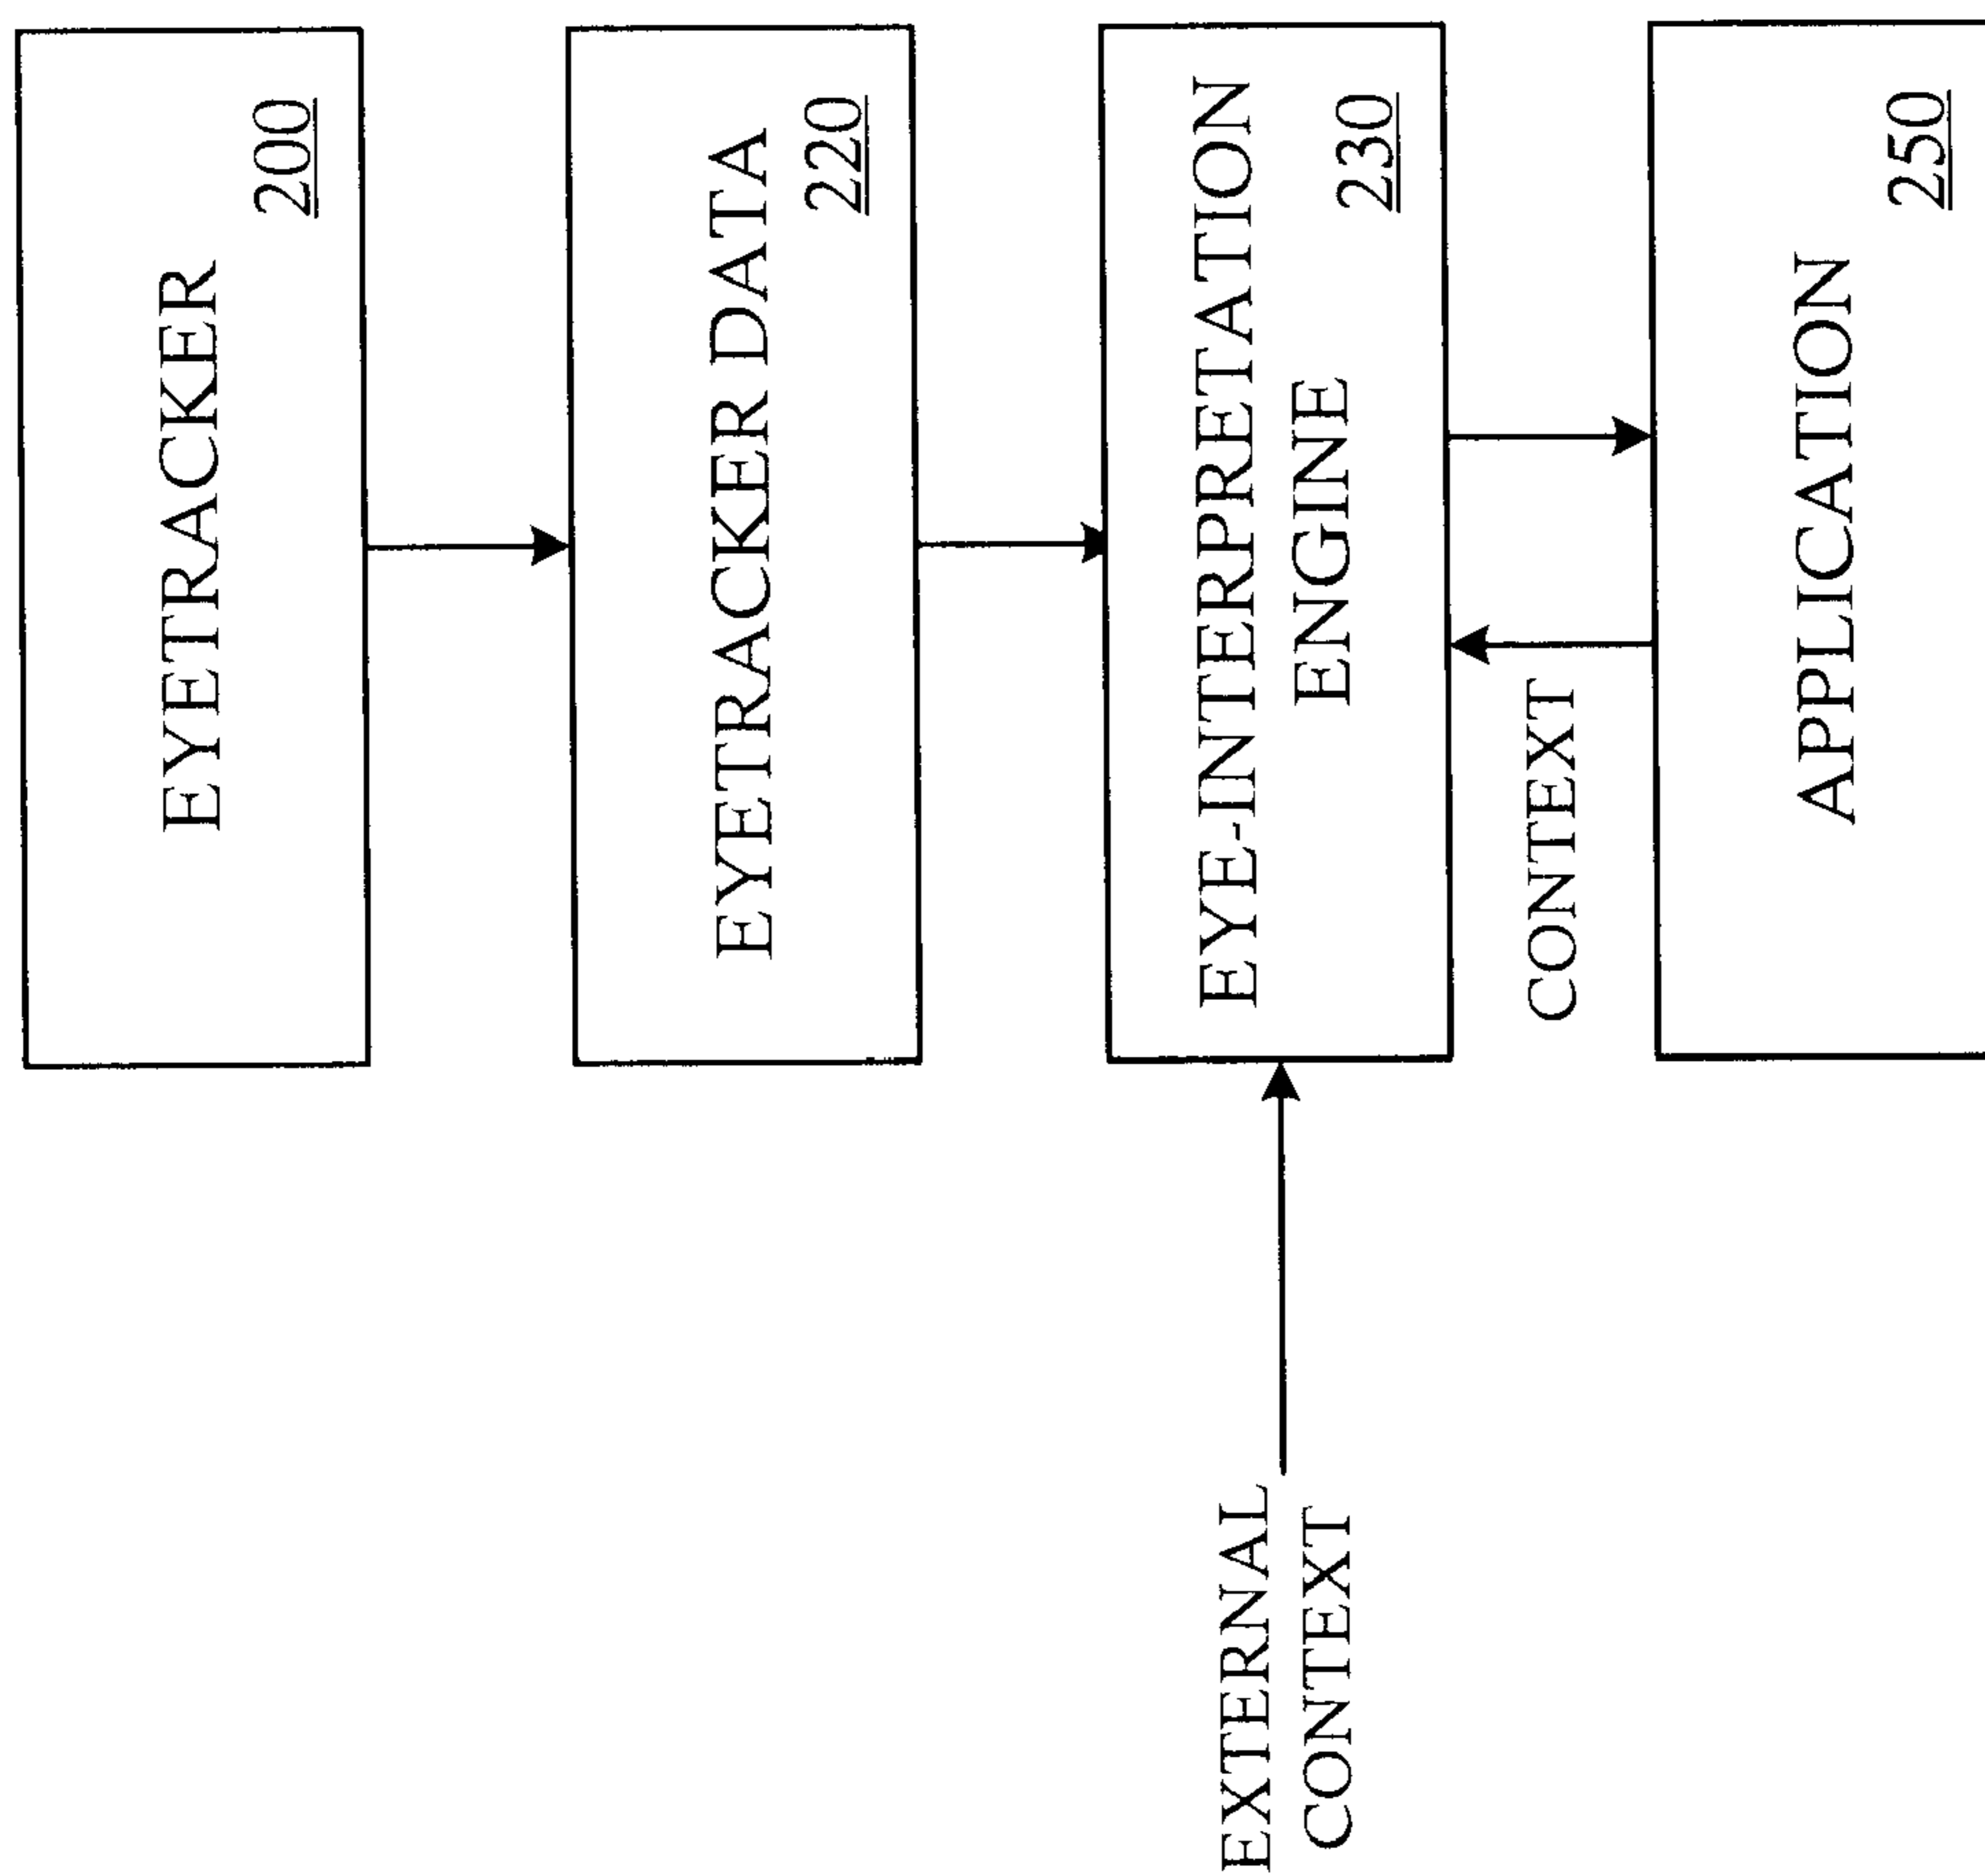 EYETRACKER
200
EYETRACKER DATA
220
EYE-INTERPRETATION
ENGINE
230
CONTEXT
APPLICATION
250
EXTERNAL
CONTEXT